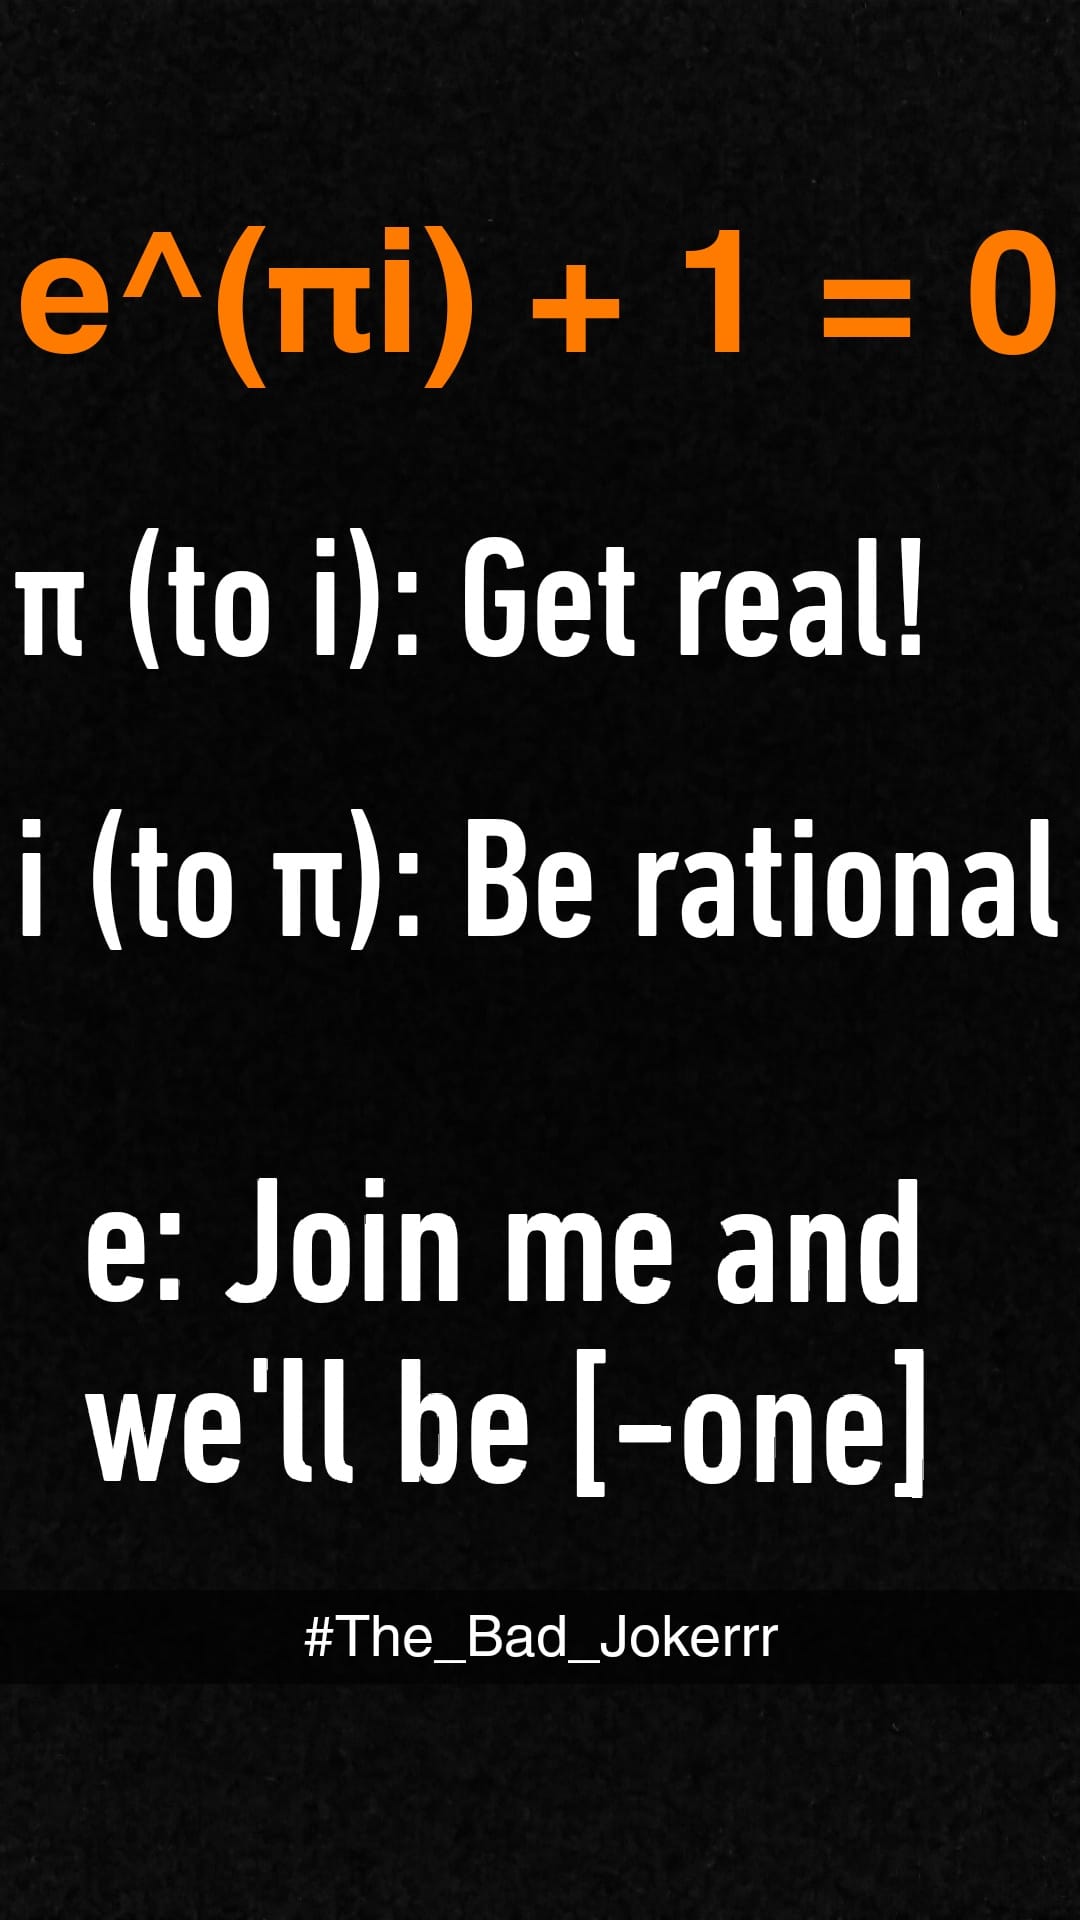 e^(πi) + 1 = 0
π (to i): Get real!
i (to π): Be rational
e: Join me and
we'll be [-one]
#The_Bad_Jokerrr